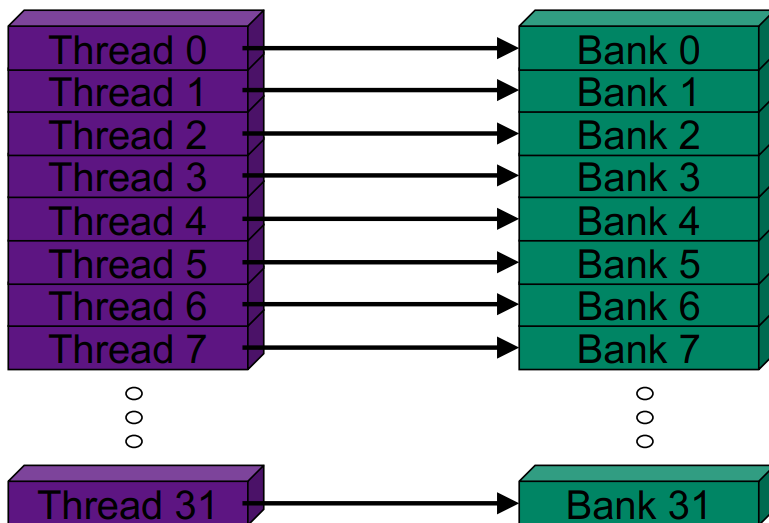 Thread 0 Bank 0
Thread 1 Bank 1
Thread 2 Bank 2
Thread 3 Bank 3
Thread 4 Bank 4
Thread 5 Bank 5
Thread 6 Bank 6
Thread 7 Bank 7
Thread 31 Bank 31